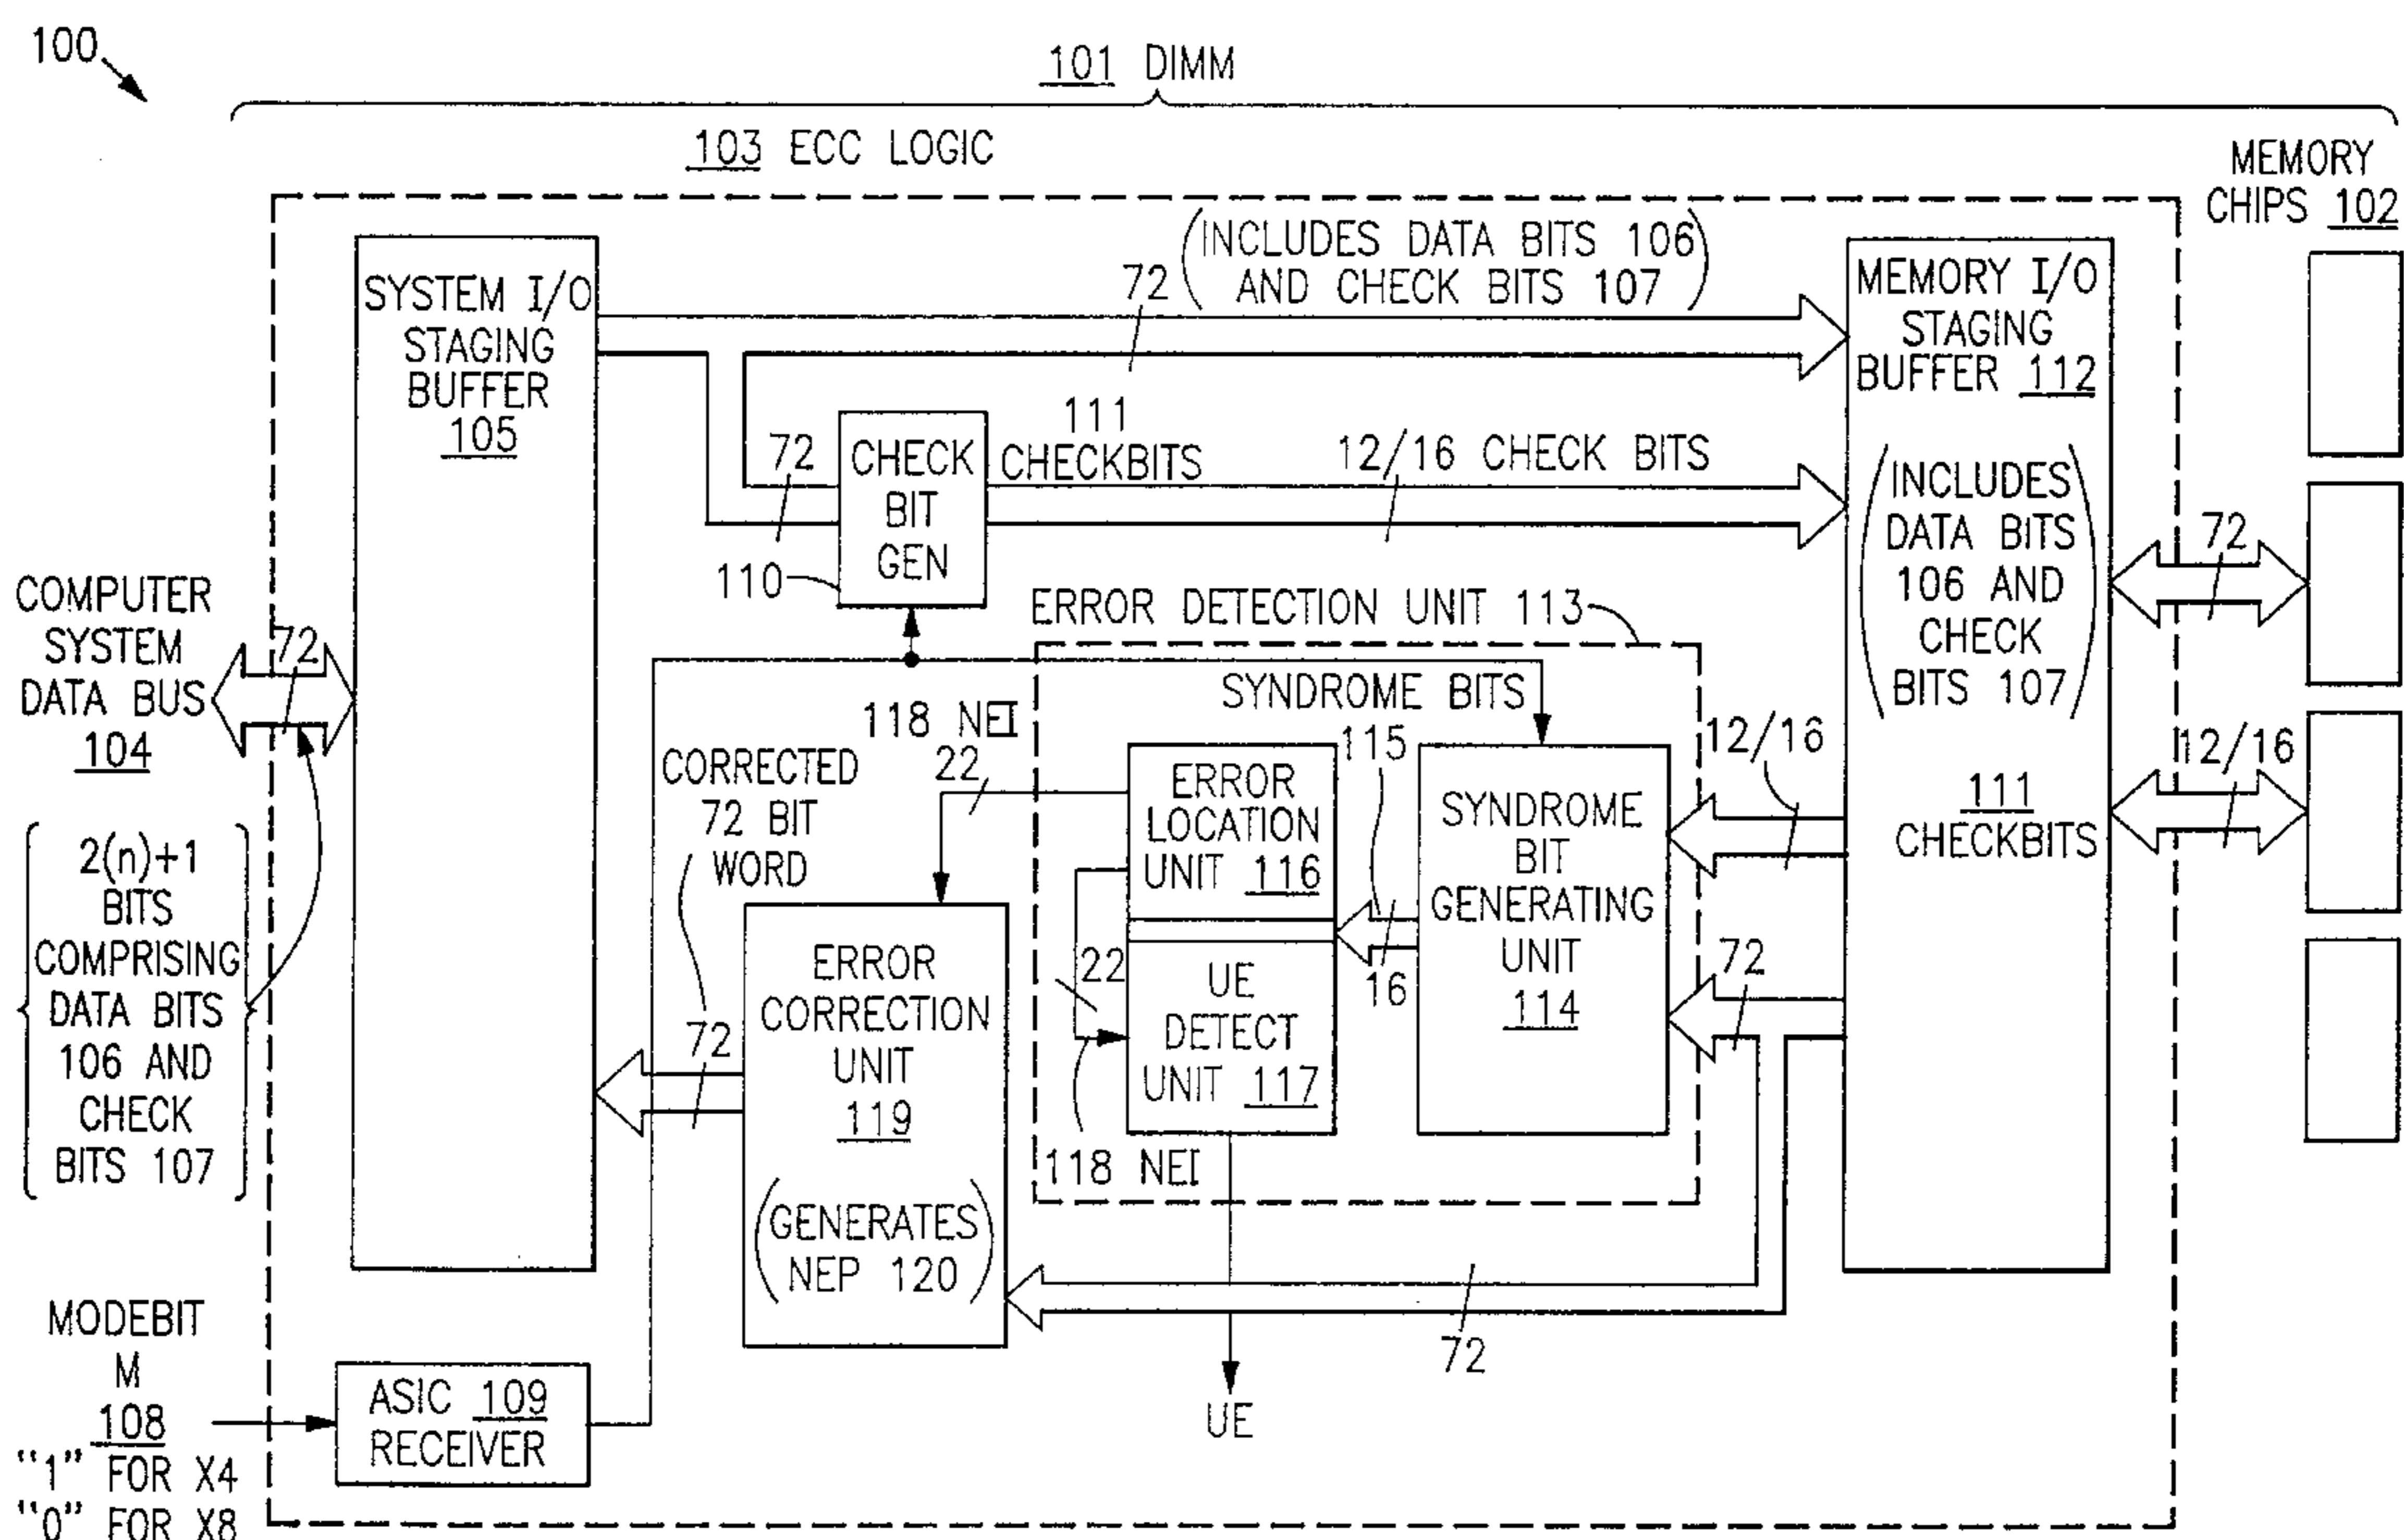 100
101 DIMM
103 ECC LOGIC
MEMORY
CHIPS 102
SYSTEM I/O
STAGING
BUFFER
105
72
(INCLUDES DATA BITS 106
AND CHECK BITS 107)
MEMORY I/O
STAGING
BUFFER 112
(INCLUDES
DATA BITS
106 AND
CHECK
BITS 107)
111
CHECKBITS
72
CHECK
BIT
GEN
110
111
CHECKBITS
12/16 CHECK BITS
72
12/16
COMPUTER
SYSTEM
DATA BUS
104
72
2(n)+1
BITS
COMPRISING
DATA BITS
106 AND
CHECK
BITS 107
ERROR DETECTION UNIT 113
SYNDROME BITS
115
118 NEI
22
CORRECTED
72 BIT
WORD
72
ERROR
LOCATION
UNIT 116
UE
DETECT
UNIT 117
22
118 NEI
16
SYNDROME
BIT
GENERATING
UNIT
114
12/16
72
ERROR
CORRECTION
UNIT
119
(GENERATES
NEP 120)
72
UE
MODEBIT
M
108
"1" FOR X4
"0" FOR X8
ASIC 109
RECEIVER